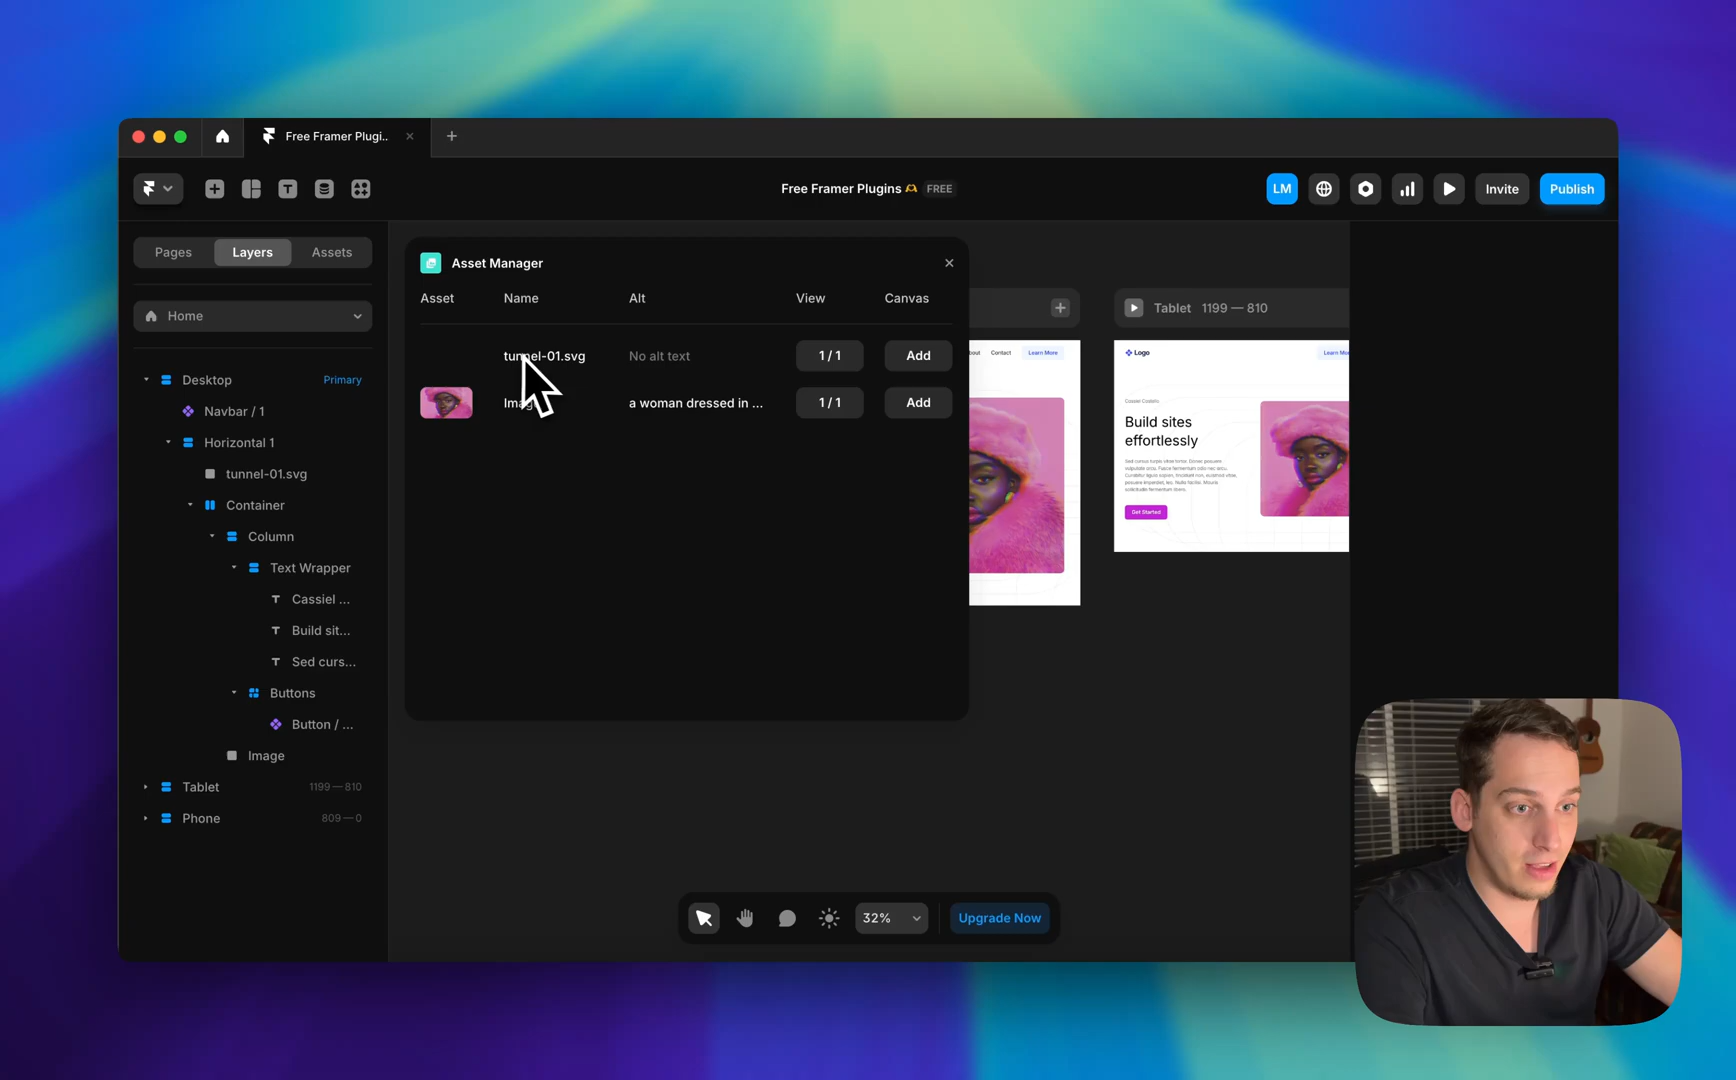 Free Framer Plugi..
Free Framer Plugins FREE
LM
Invite
Publish
Pages
Layers
Assets
Home
Desktop
Primary
Navbar / 1
Horizontal 1
tunnel-01.svg
Container
Column
Text Wrapper
Cassiel ...
Build sit...
Sed curs...
Buttons
Button / ...
Image
Tablet
1199 — 810
Phone
809 — 0
Asset Manager
Asset Name Alt View Canvas
tunnel-01.svg No alt text 1 / 1 Add
a woman dressed in ... 1 / 1 Add
Contact Learn More
Tablet 1199 — 810
Logo
Build sites
effortlessly
Get Started
32%
Upgrade Now